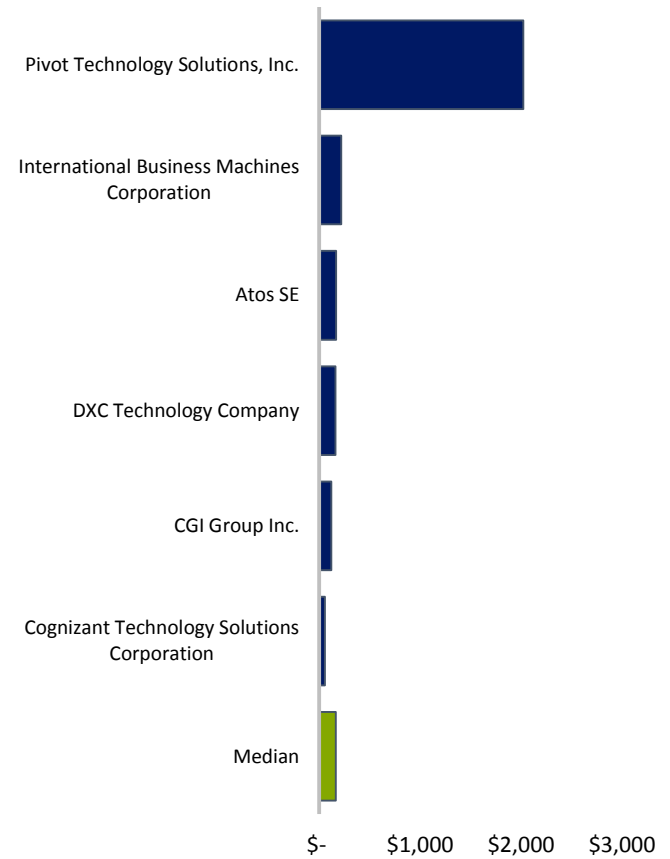 Pivot Technology Solutions, Inc.
International Business Machines
Corporation
Atos SE
DXC Technology Company
CGI Group Inc.
Cognizant Technology Solutions
Corporation
Median
$- $1,000 $2,000 $3,000